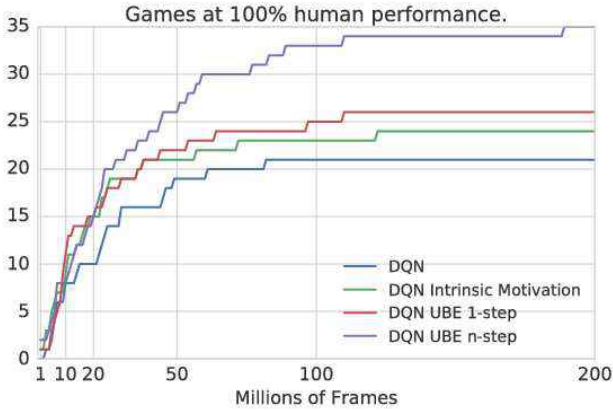 Games at 100% human performance.
35
30
25
20
15
10
5
0
DQN
DQN Intrinsic Motivation
DQN UBE 1-step
DQN UBE n-step
1 10 20 50 100 200
Millions of Frames